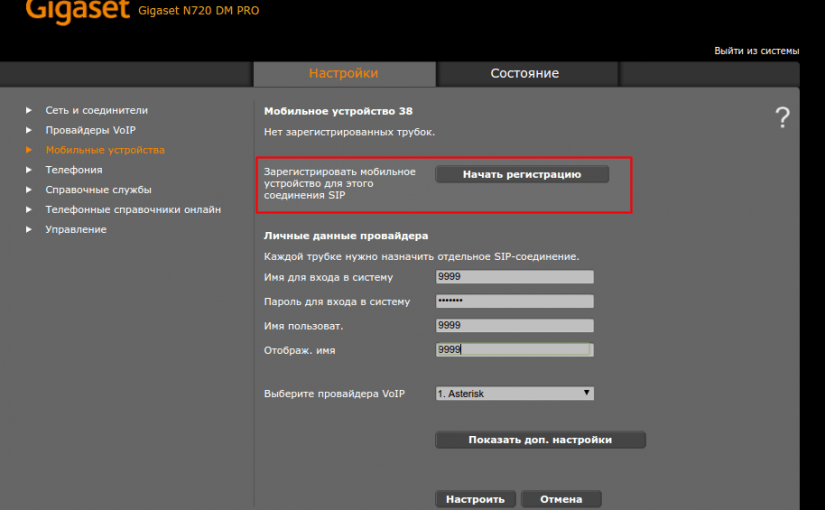 Gigaset N720 DM PRO
Выйти из системы
Настройки Состояние
Сеть и соединители
Провайдеры VoIP
Мобильные устройства
Телефония
Справочные службы
Телефонные справочники онлайн
Управление
Мобильное устройство 38
?
Нет зарегистрированных трубок.
Зарегистрировать мобильное
устройство для этого
соединения SIP
Начать регистрацию
Личные данные провайдера
Каждой трубке нужно назначить отдельное SIP-соединение.
Имя для входа в систему 9999
Пароль для входа в систему •••••••
Имя пользоват. 9999
Отображ. имя 9999
Выберите провайдера VoIP 1. Asterisk
Показать доп. настройки
Настроить Отмена